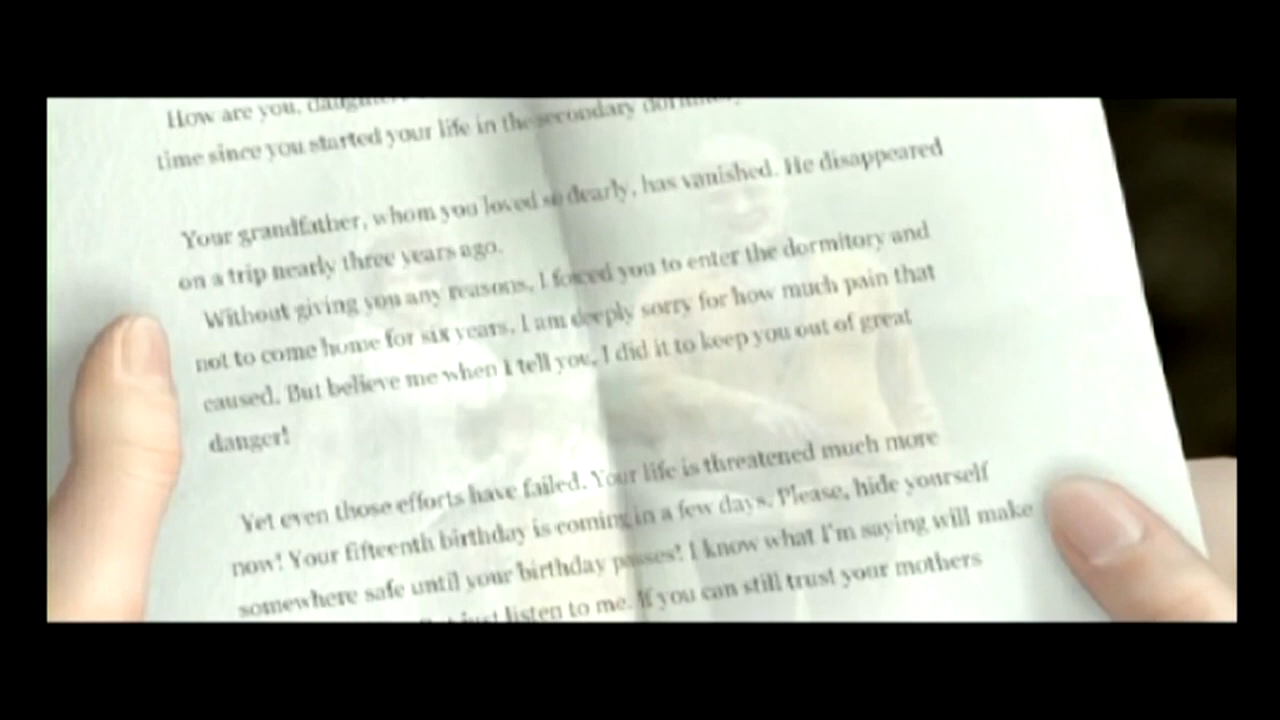 How are you, daughter
time since you started your life in the secondary dormitory
Your grandfather, whom you loved so dearly, has vanished. He disappeared
on a trip nearly three years ago.
Without giving you any reasons, I forced you to enter the dormitory and
not to come home for six years. I am deeply sorry for how much pain that
caused. But believe me when I tell you, I did it to keep you out of great
danger!
Yet even those efforts have failed. Your life is threatened much more
now! Your fifteenth birthday is coming in a few days. Please, hide yourself
somewhere safe until your birthday passes! I know what I'm saying will make
just listen to me. If you can still trust your mothers